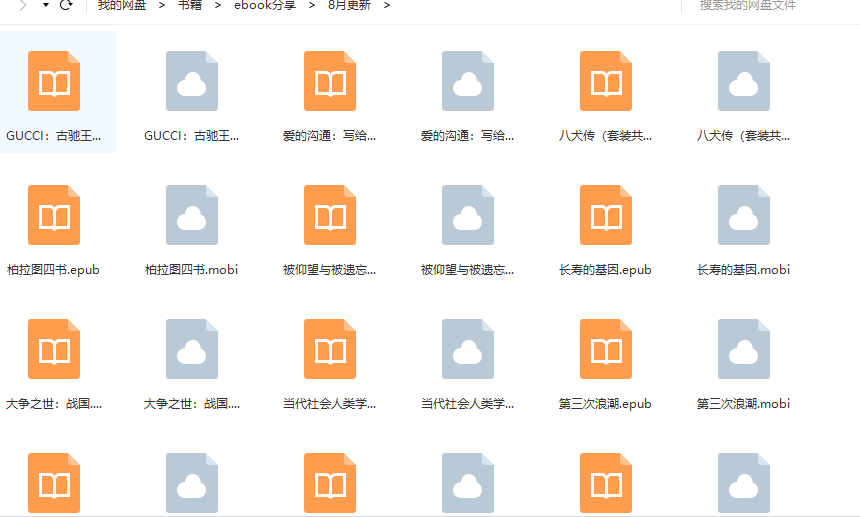 我的网盘 > 书籍 > ebook分享 > 8月更新 > 搜索我的网盘文件
GUCCI：古驰王... GUCCI：古驰王... 爱的沟通：写给... 爱的沟通：写给... 八犬传（套装共... 八犬传（套装共...
柏拉图四书.epub 柏拉图四书.mobi 被仰望与被遗忘... 被仰望与被遗忘... 长寿的基因.epub 长寿的基因.mobi
大争之世：战国.... 大争之世：战国.... 当代社会人类学... 当代社会人类学... 第三次浪潮.epub 第三次浪潮.mobi